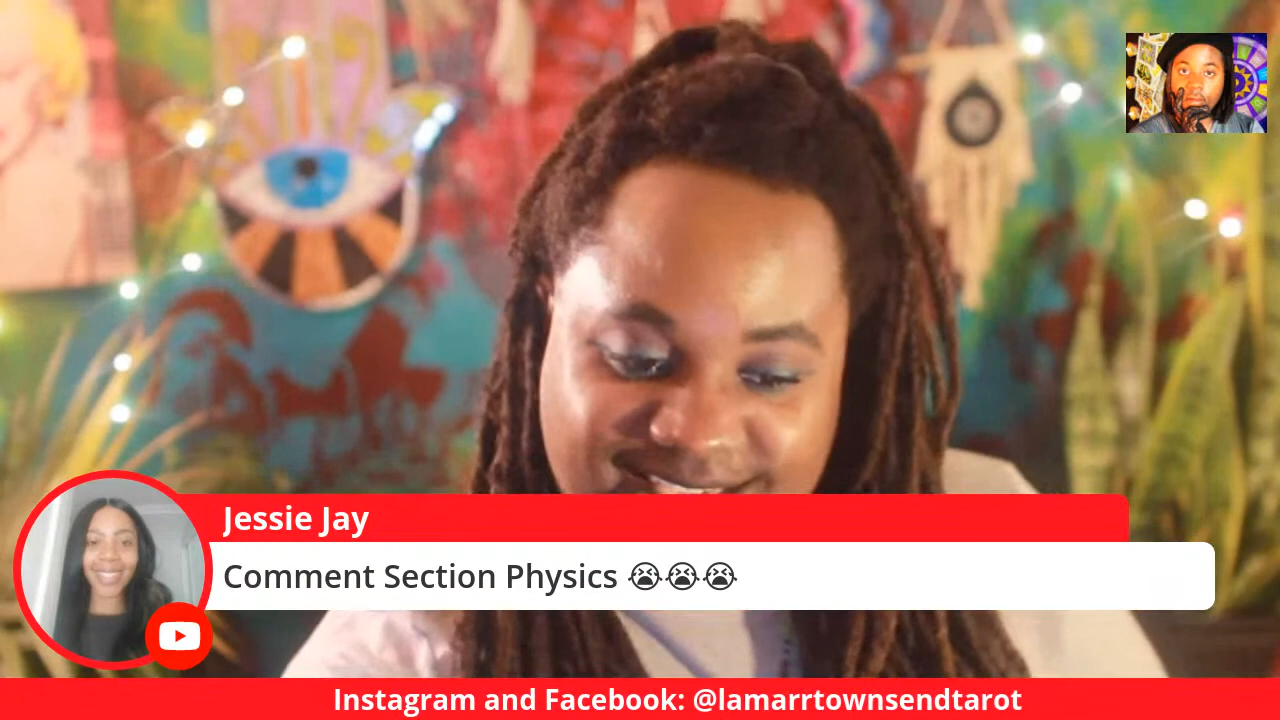 Jessie Jay
Comment Section Physics 😭😭😭
Instagram and Facebook: @lamarrtownsendtarot